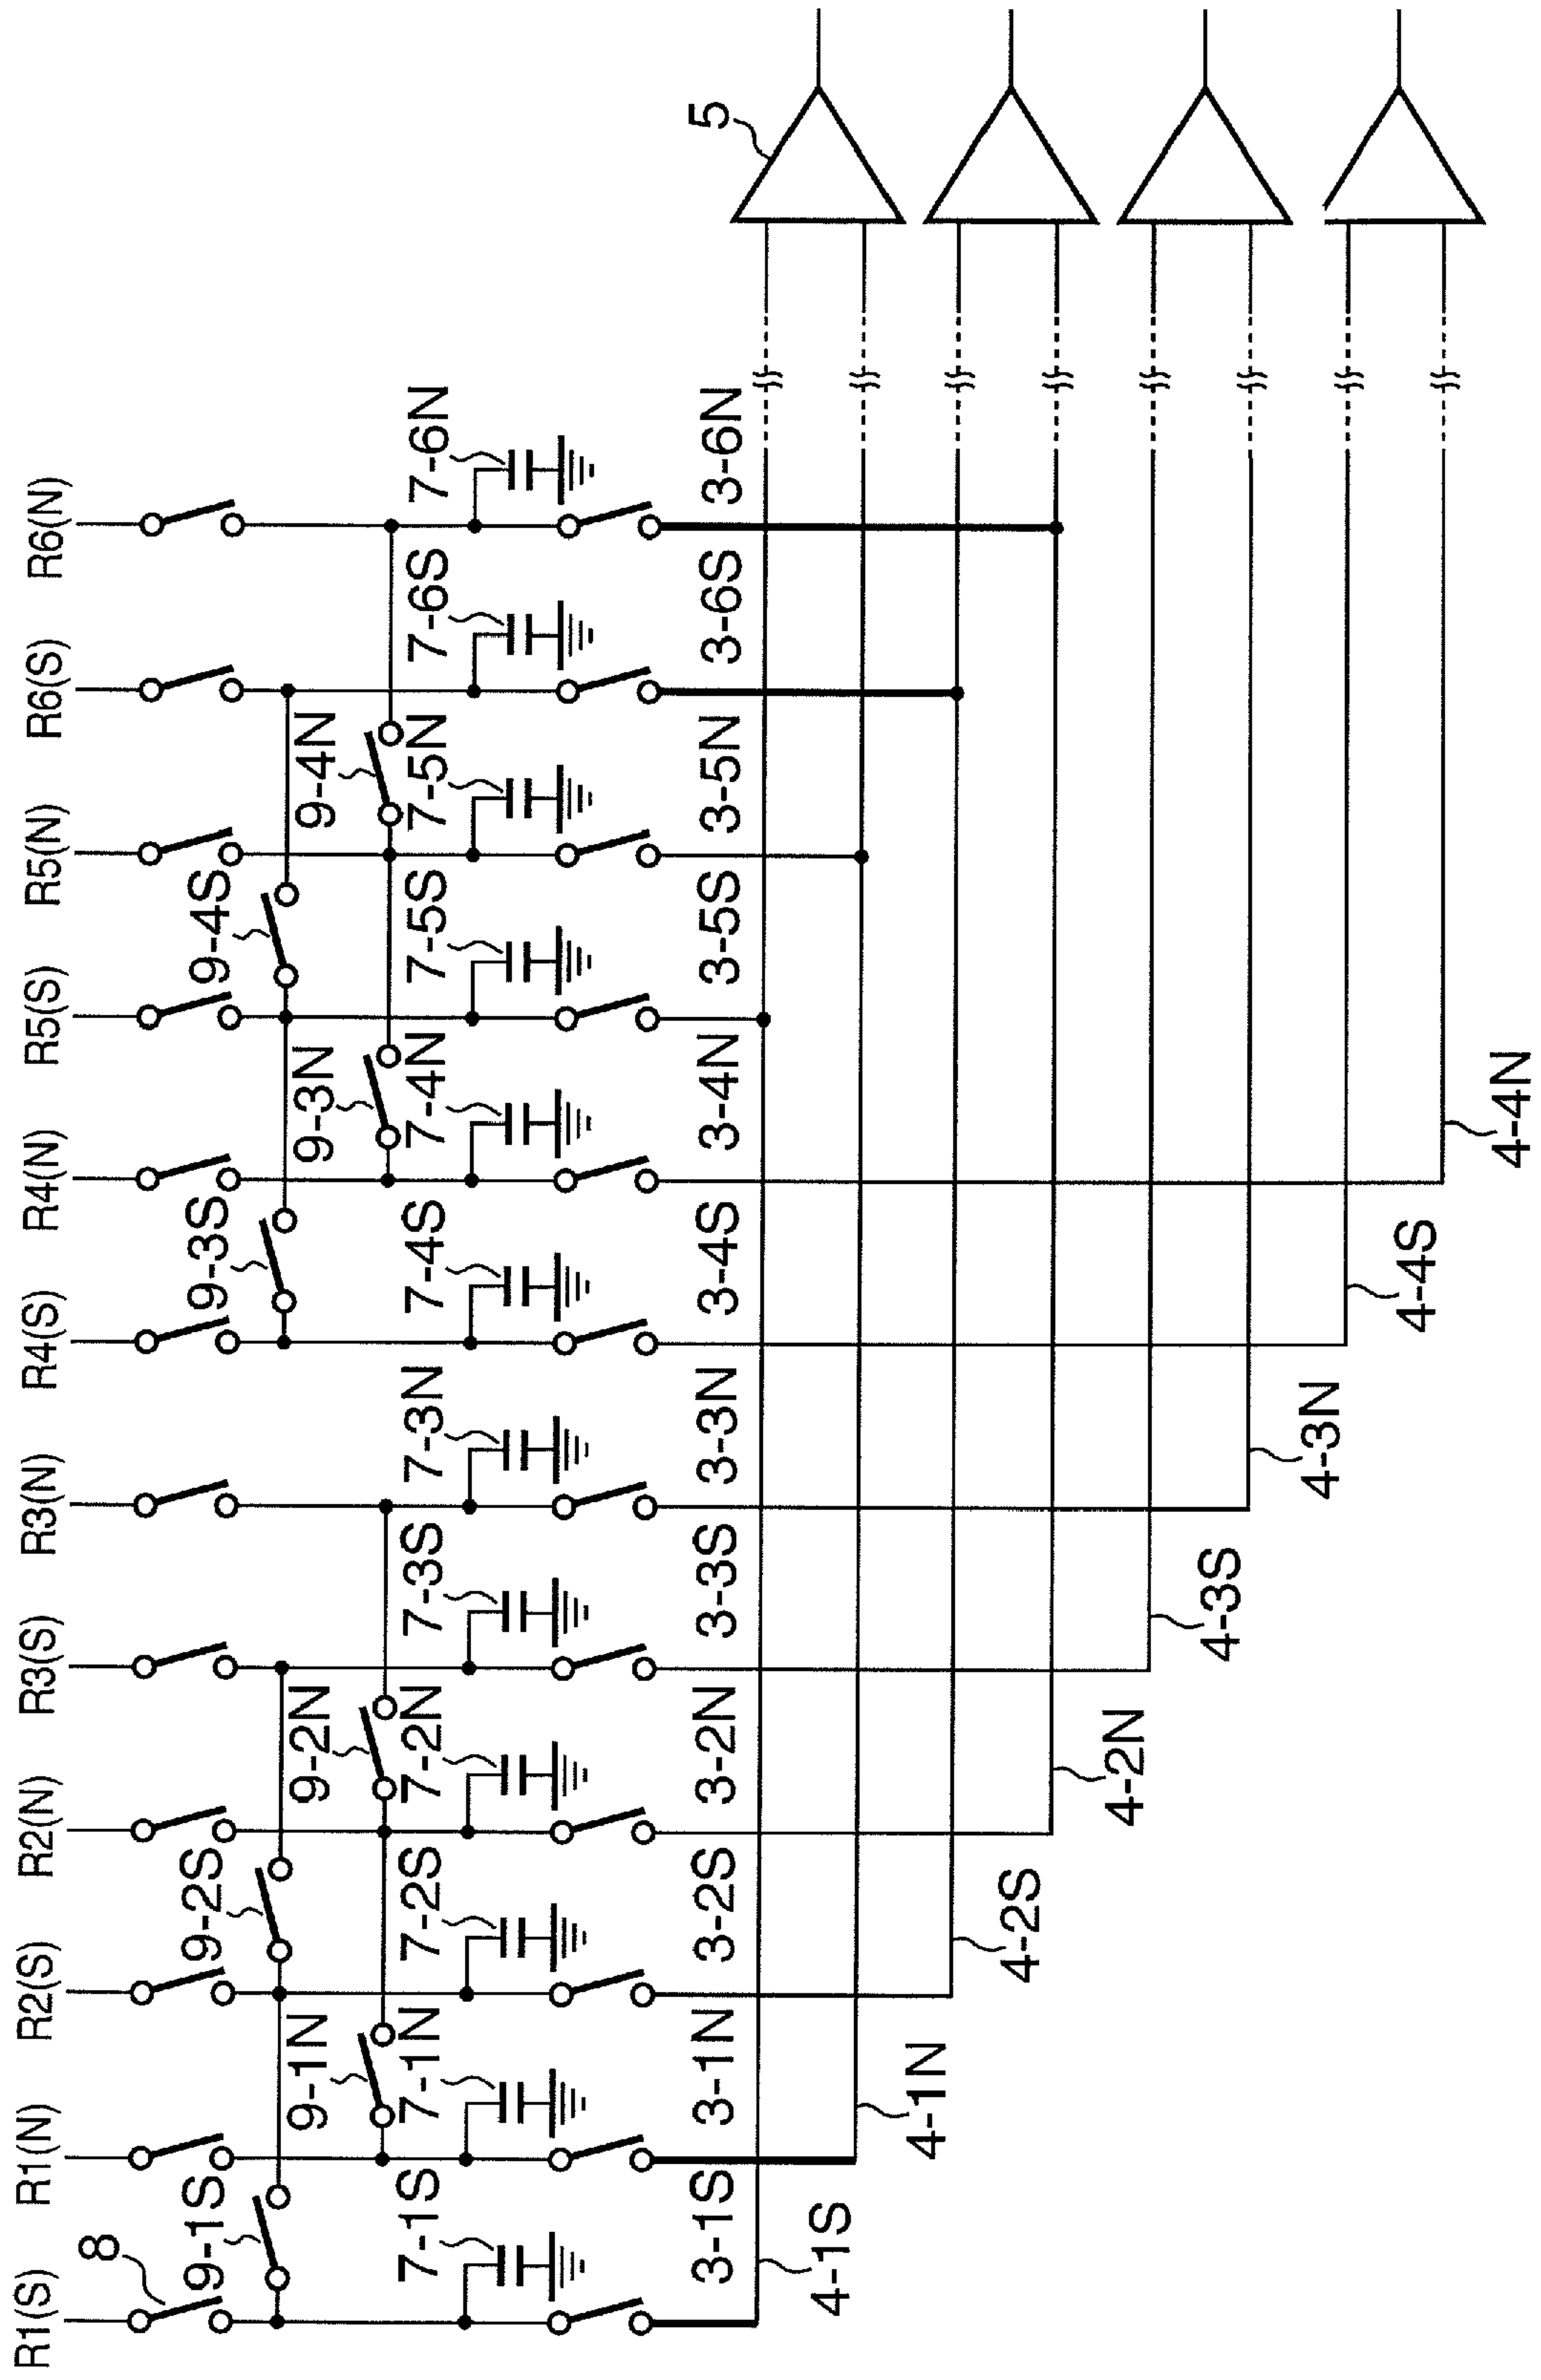 R1(S)
R1(N)
R2(S)
R2(N)
R3(S)
R3(N)
R4(S)
R4(N)
R5(S)
R5(N)
R6(S)
R6(N)
8
9-1S
9-2S
9-3S
9-4S
9-1N
9-2N
9-3N
9-4N
7-1S
7-1N
7-2S
7-2N
7-3S
7-3N
7-4S
7-4N
7-5S
7-5N
7-6S
7-6N
3-1S
3-1N
3-2S
3-2N
3-3S
3-3N
3-4S
3-4N
3-5S
3-5N
3-6S
3-6N
5
4-1S
4-1N
4-2S
4-2N
4-3S
4-3N
4-4S
4-4N